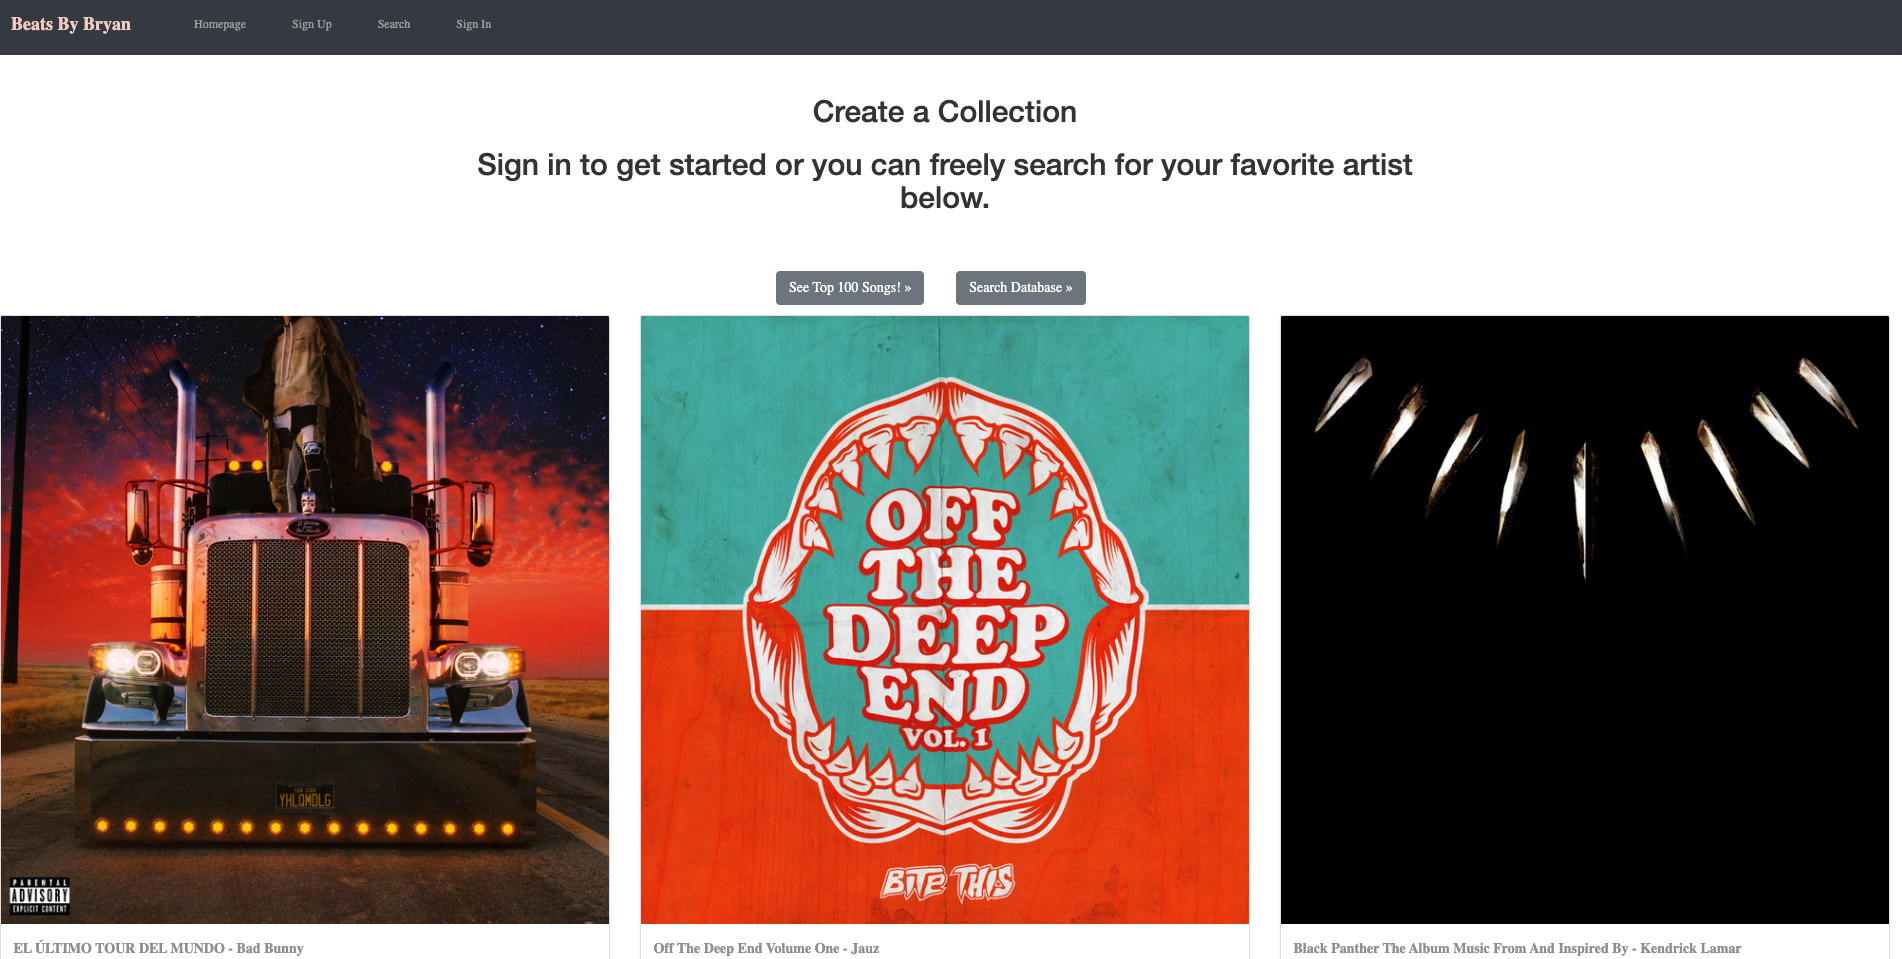 Beats By Bryan
Homepage
Sign Up
Search
Sign In
Create a Collection
Sign in to get started or you can freely search for your favorite artist
below.
See Top 100 Songs! »
Search Database »
YHLQMDLG
PARENTAL
ADVISORY
EXPLICIT CONTENT
OFF
THE
DEEP
END
VOL. 1
BITE THIS
EL ÚLTIMO TOUR DEL MUNDO - Bad Bunny
Off The Deep End Volume One - Jauz
Black Panther The Album Music From And Inspired By - Kendrick Lamar